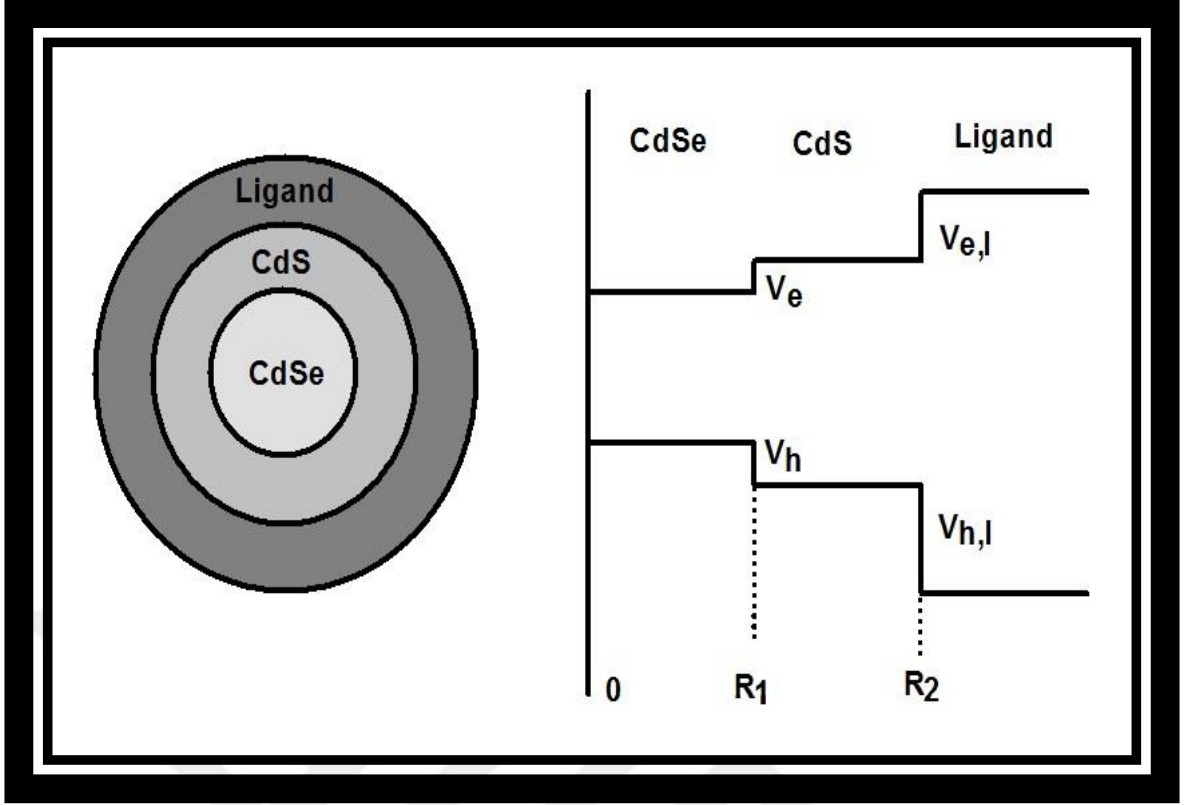 Ligand
CdS
CdSe
CdSe CdS Ligand
Ve,l
Ve
Vh
Vh,l
0 R1 R2